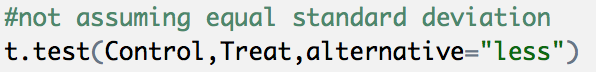 #not assuming equal standard deviation
t.test(Control,Treat,alternative="less")